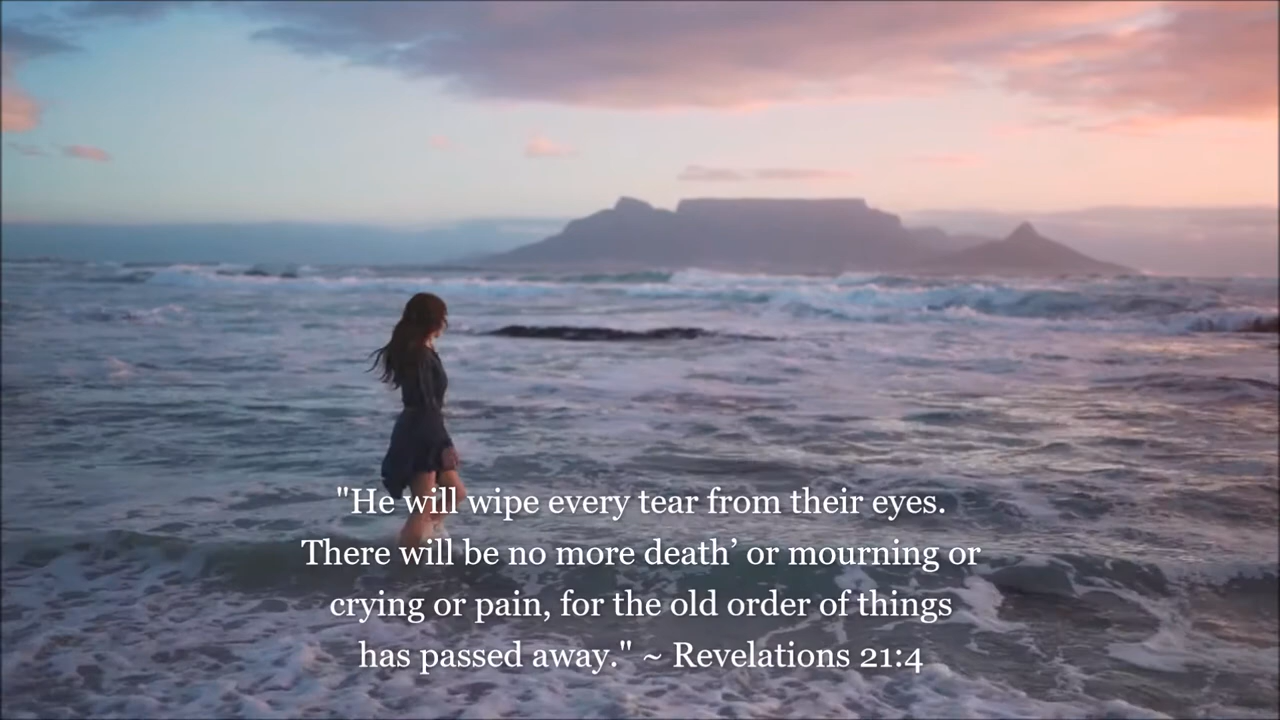 "He will wipe every tear from their eyes.
There will be no more death’ or mourning or
crying or pain, for the old order of things
has passed away." ~ Revelations 21:4